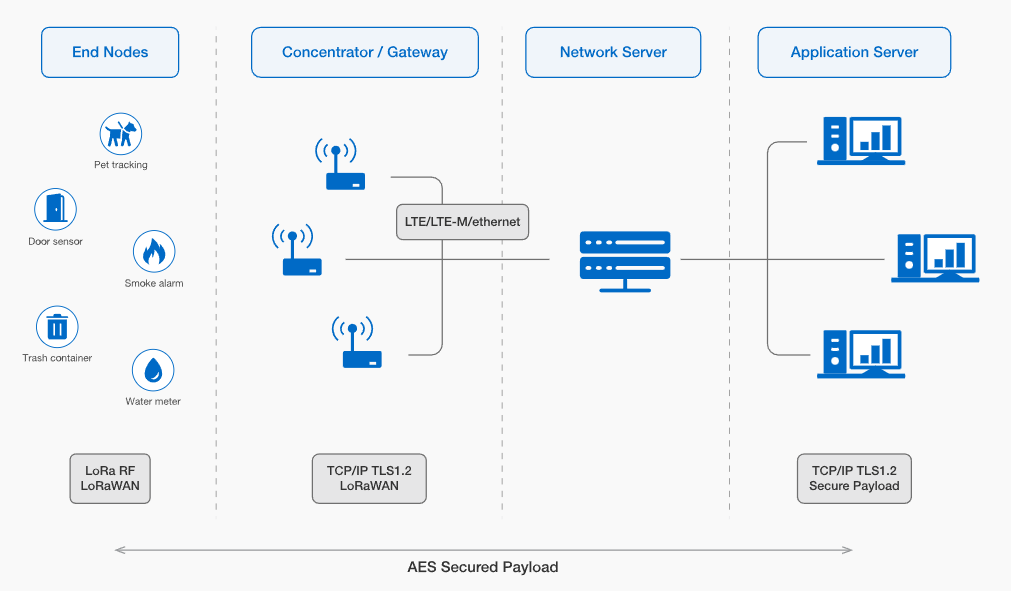 End Nodes
Concentrator / Gateway
Network Server
Application Server
Pet tracking
Door sensor
Smoke alarm
Trash container
Water meter
LTE/LTE-M/ethernet
LoRa RF
LoRaWAN
TCP/IP TLS1.2
LoRaWAN
TCP/IP TLS1.2
Secure Payload
AES Secured Payload